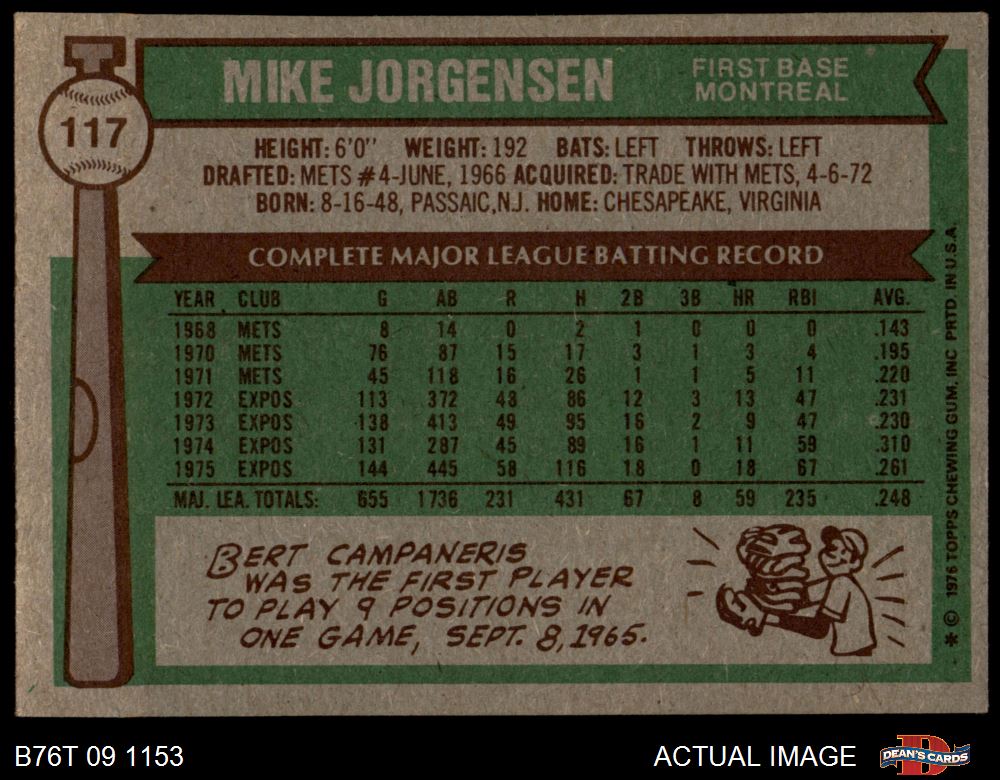 117
MIKE JORGENSEN
FIRST BASE
MONTREAL
HEIGHT: 6'0" WEIGHT: 192 BATS: LEFT THROWS: LEFT
DRAFTED: METS #4-JUNE, 1966 ACQUIRED: TRADE WITH METS, 4-6-72
BORN: 8-16-48, PASSAIC, N.J. HOME: CHESAPEAKE, VIRGINIA
COMPLETE MAJOR LEAGUE BATTING RECORD
YEAR CLUB G AB R H 2B 3B HR RBI AVG.
1968 METS 8 14 0 2 1 0 0 0 .143
1970 METS 76 87 15 17 3 1 3 4 .195
1971 METS 45 118 16 26 1 1 5 11 .220
1972 EXPOS 113 372 48 86 12 3 13 47 .231
1973 EXPOS 138 413 49 95 16 2 9 47 .230
1974 EXPOS 131 287 45 89 16 1 11 59 .310
1975 EXPOS 144 445 58 116 18 0 18 67 .261
MAJ. LEA. TOTALS: 655 1736 231 431 67 8 59 235 .248
BERT CAMPANERIS
WAS THE FIRST PLAYER
TO PLAY 9 POSITIONS IN
ONE GAME, SEPT. 8, 1965.
* © 1976 TOPPS CHEWING GUM, INC PRTD. IN U.S.A.
B76T 09 1153
ACTUAL IMAGE
D
DEAN'S CARDS